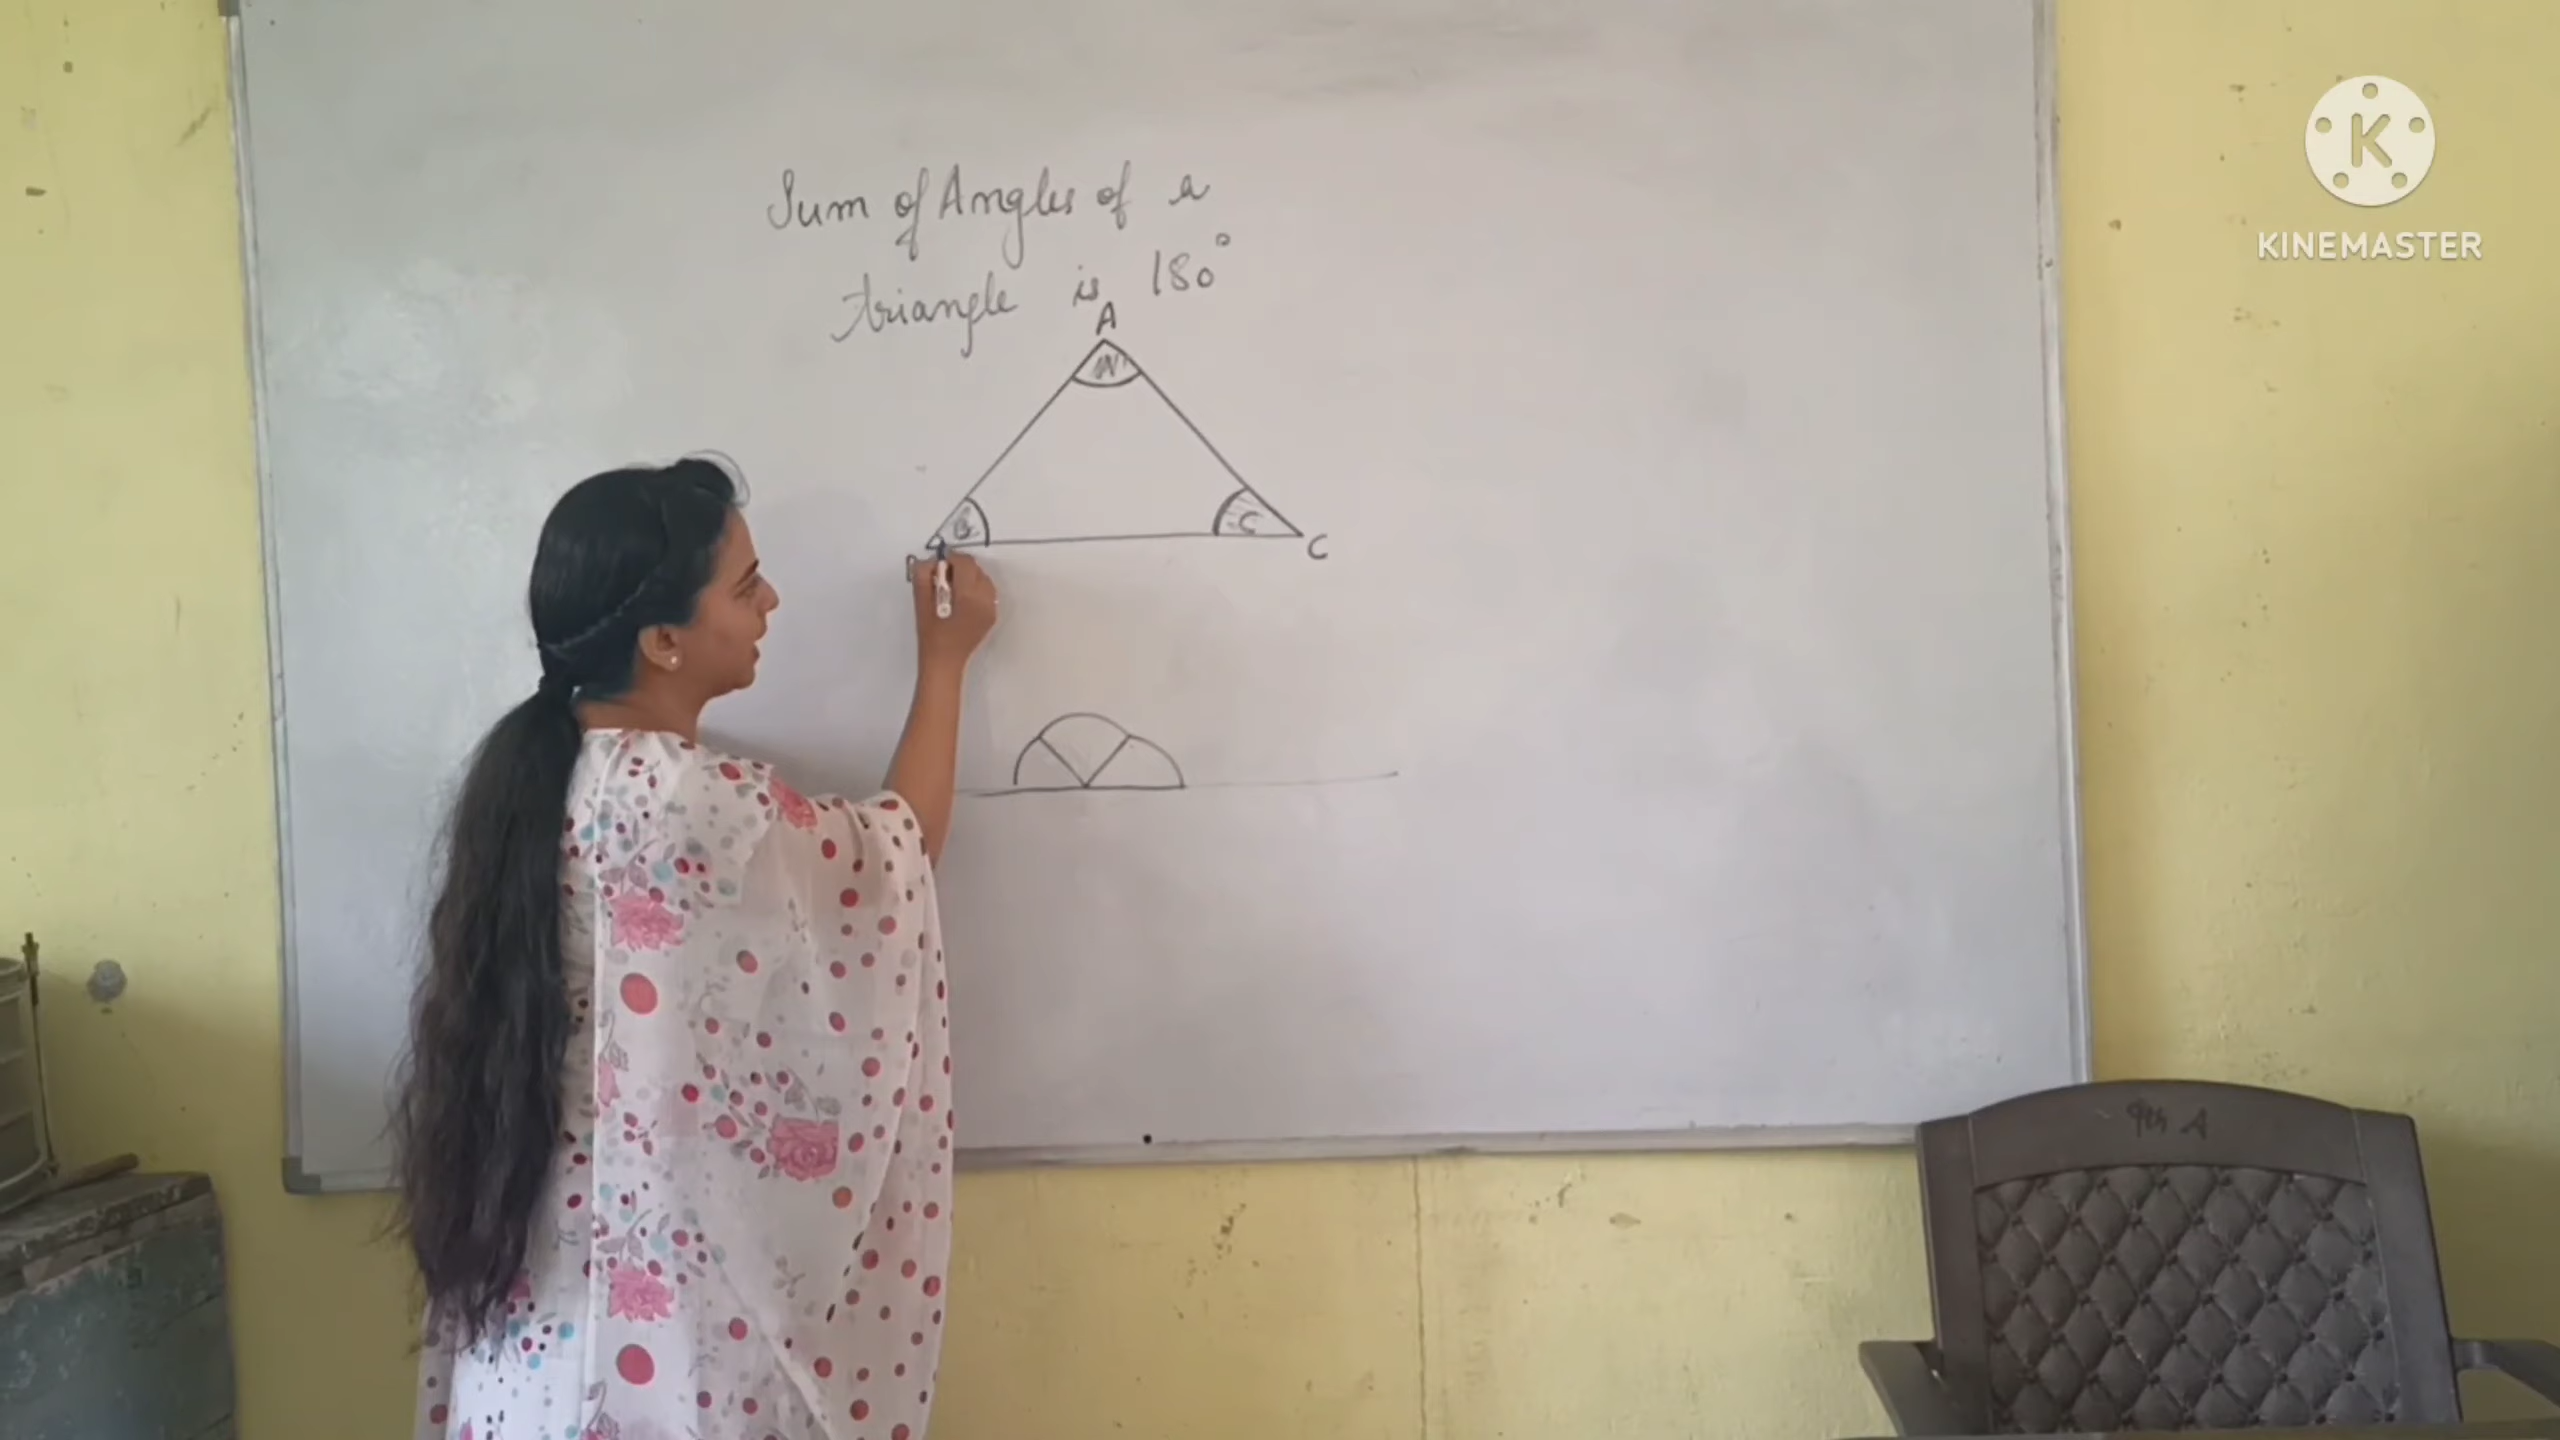 Sum of Angles of a
triangle is 180°
A
B
C
C
K
KINEMASTER
9th A